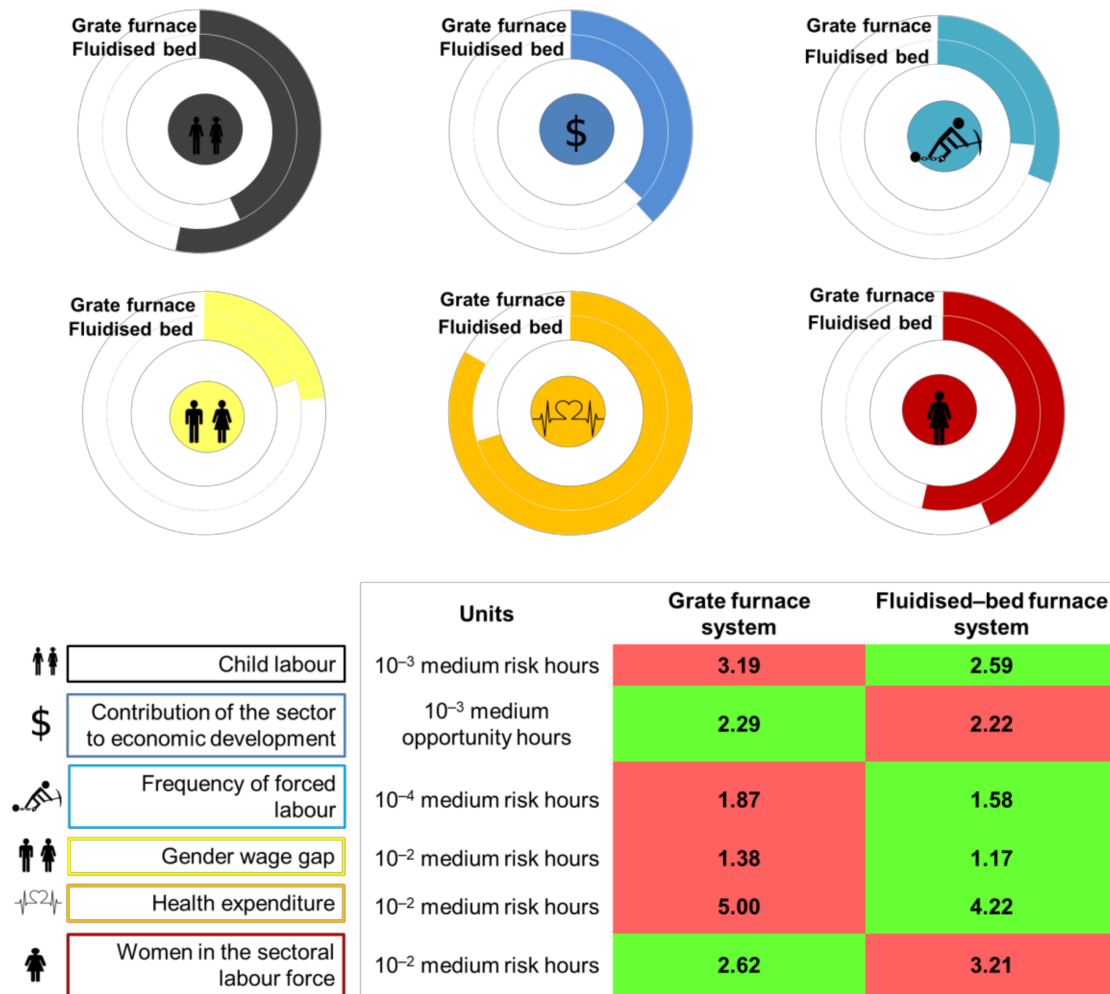 Grate furnace
Fluidised bed
$
Grate furnace
Fluidised bed
Grate furnace
Fluidised bed
Grate furnace
Fluidised bed
Grate furnace
Fluidised bed
Grate furnace
Fluidised bed
Units
Grate furnace
system
Fluidised–bed furnace
system
Child labour
10⁻³ medium risk hours
3.19
2.59
$
Contribution of the sector
to economic development
10⁻³ medium
opportunity hours
2.29
2.22
Frequency of forced
labour
10⁻⁴ medium risk hours
1.87
1.58
Gender wage gap
10⁻² medium risk hours
1.38
1.17
Health expenditure
10⁻² medium risk hours
5.00
4.22
Women in the sectoral
labour force
10⁻² medium risk hours
2.62
3.21